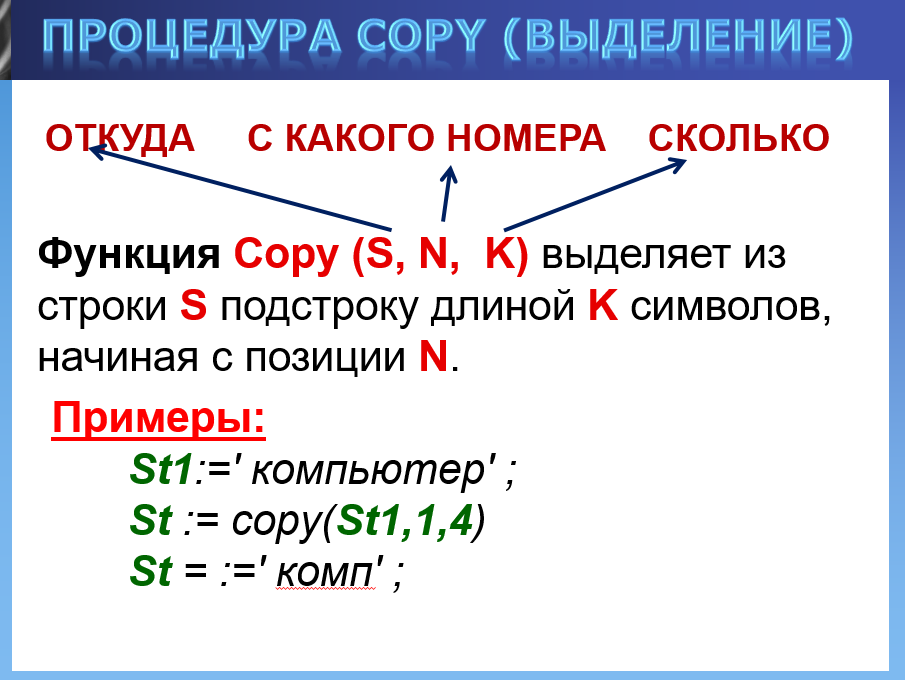 ПРОЦЕДУРА COPY (ВЫДЕЛЕНИЕ)
ОТКУДА С КАКОГО НОМЕРА СКОЛЬКО
Функция Copy (S, N, K) выделяет из
строки S подстроку длиной K символов,
начиная с позиции N.
Примеры:
St1:=' компьютер' ;
St := copy(St1,1,4)
St = :=' комп' ;